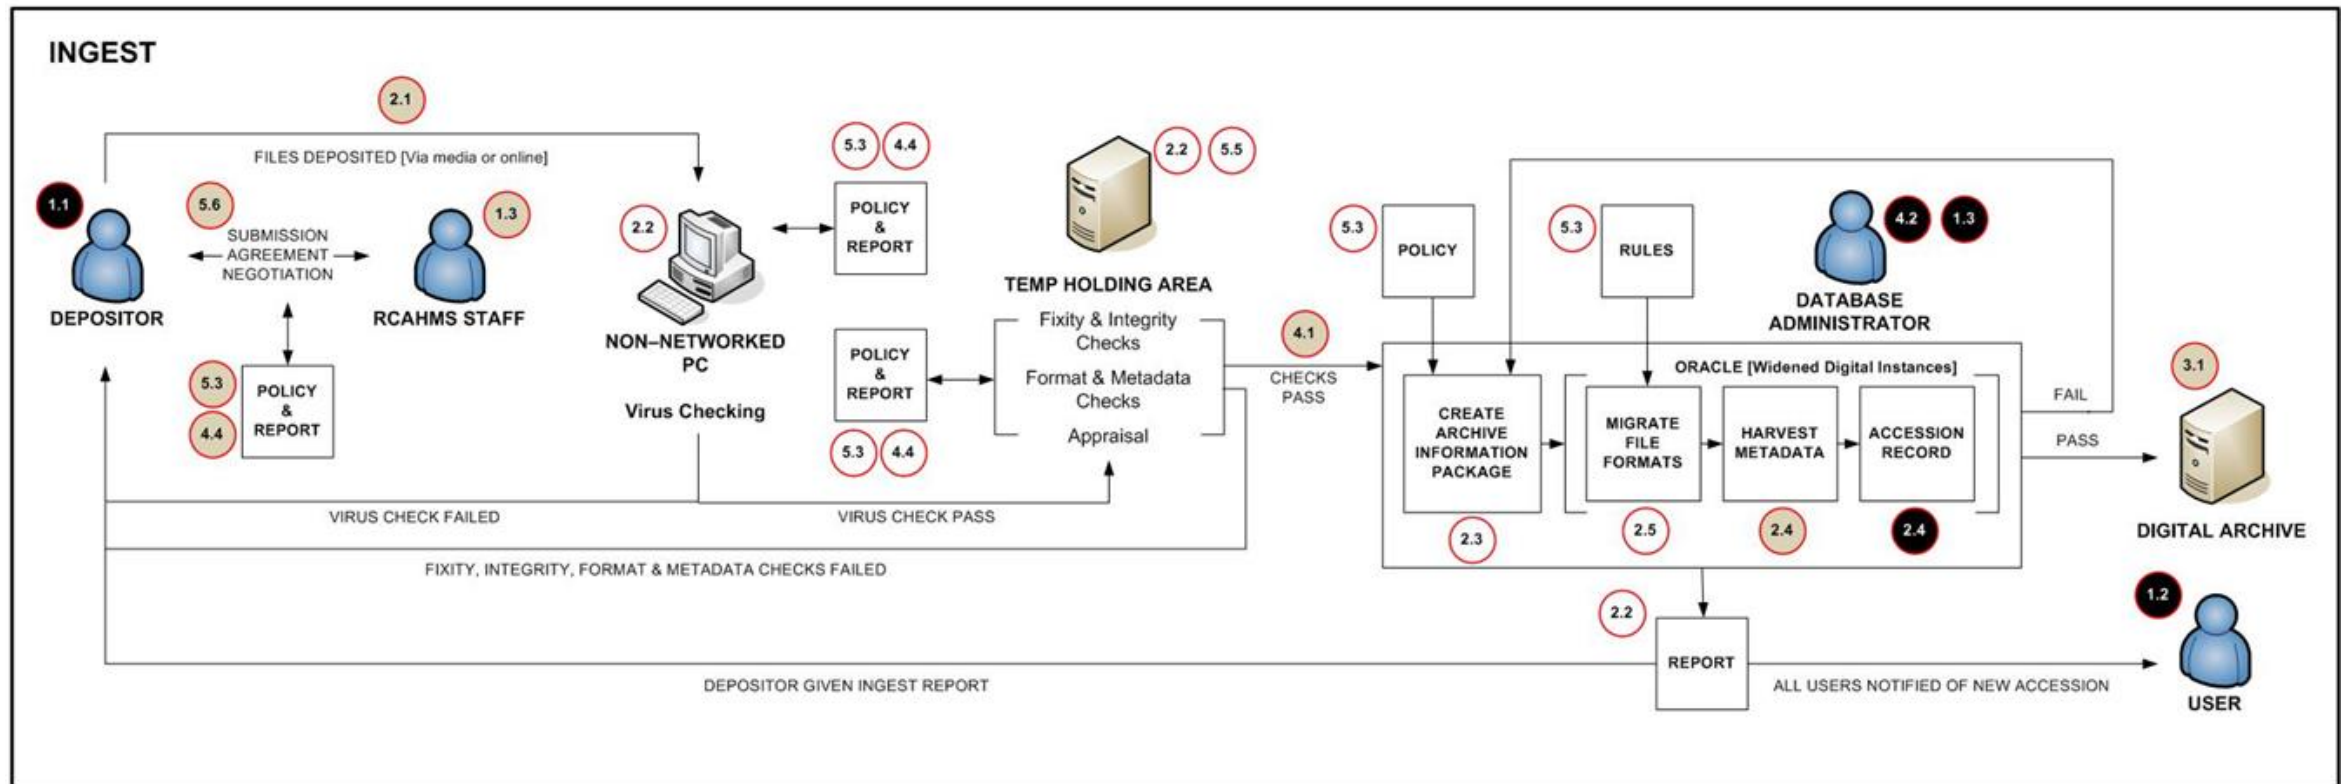 INGEST
2.1
FILES DEPOSITED [Via media or online]
1.1
DEPOSITOR
5.6
SUBMISSION
AGREEMENT
NEGOTIATION
1.3
RCAHMS STAFF
5.3
4.4
POLICY
&
REPORT
2.2
NON–NETWORKED
PC
Virus Checking
5.3 4.4
POLICY
&
REPORT
POLICY
&
REPORT
5.3 4.4
2.2 5.5
TEMP HOLDING AREA
Fixity & Integrity
Checks
Format & Metadata
Checks
Appraisal
VIRUS CHECK FAILED
VIRUS CHECK PASS
FIXITY, INTEGRITY, FORMAT & METADATA CHECKS FAILED
4.1
CHECKS
PASS
5.3
POLICY
5.3
RULES
4.2 1.3
DATABASE
ADMINISTRATOR
ORACLE [Widened Digital Instances]
CREATE
ARCHIVE
INFORMATION
PACKAGE
2.3
MIGRATE
FILE
FORMATS
2.5
HARVEST
METADATA
2.4
ACCESSION
RECORD
2.4
FAIL
PASS
3.1
DIGITAL ARCHIVE
2.2
REPORT
DEPOSITOR GIVEN INGEST REPORT
ALL USERS NOTIFIED OF NEW ACCESSION
1.2
USER